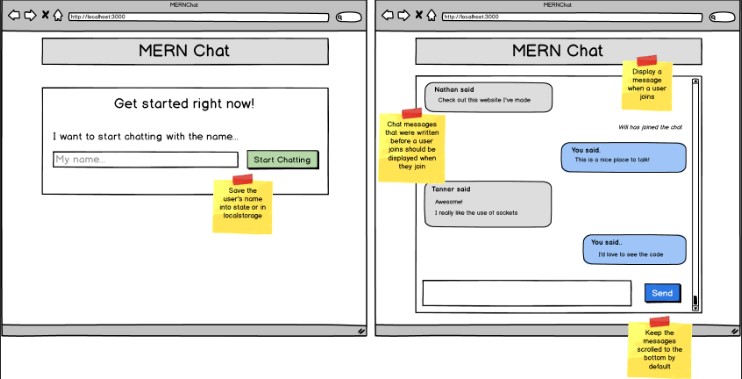 MERNChat
http://localhost:3000
MERN Chat
Get started right now!
I want to start chatting with the name...
My name...
Start Chatting
Save the
user's name
into state or in
localstorage
MERNChat
http://localhost:3000
MERN Chat
Display a
message
when a user
joins
Nathan said
Check out this website I've made
Chat messages
that were written
before a user
joins should be
displayed when
they join
Will has joined the chat
You said..
This is a nice place to talk!
Tanner said
Awesome!
I really like the use of sockets
You said..
I'd love to see the code
Send
Keep the
messages
scrolled to the
bottom by
default